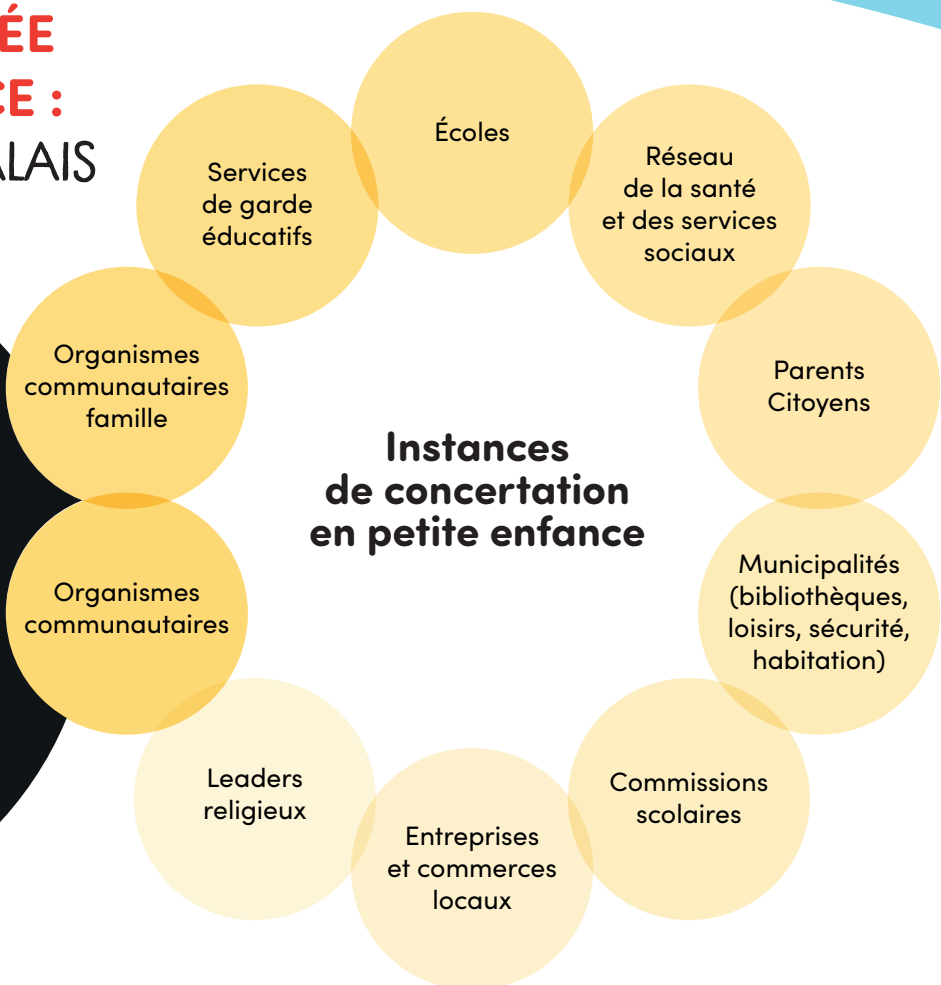 ÉE
CE :
ALAIS
Écoles
Services
de garde
éducatifs
Réseau
de la santé
et des services
sociaux
Organismes
communautaires
famille
Parents
Citoyens
Instances
de concertation
en petite enfance
Organismes
communautaires
Municipalités
(bibliothèques,
loisirs, sécurité,
habitation)
Leaders
religieux
Commissions
scolaires
Entreprises
et commerces
locaux